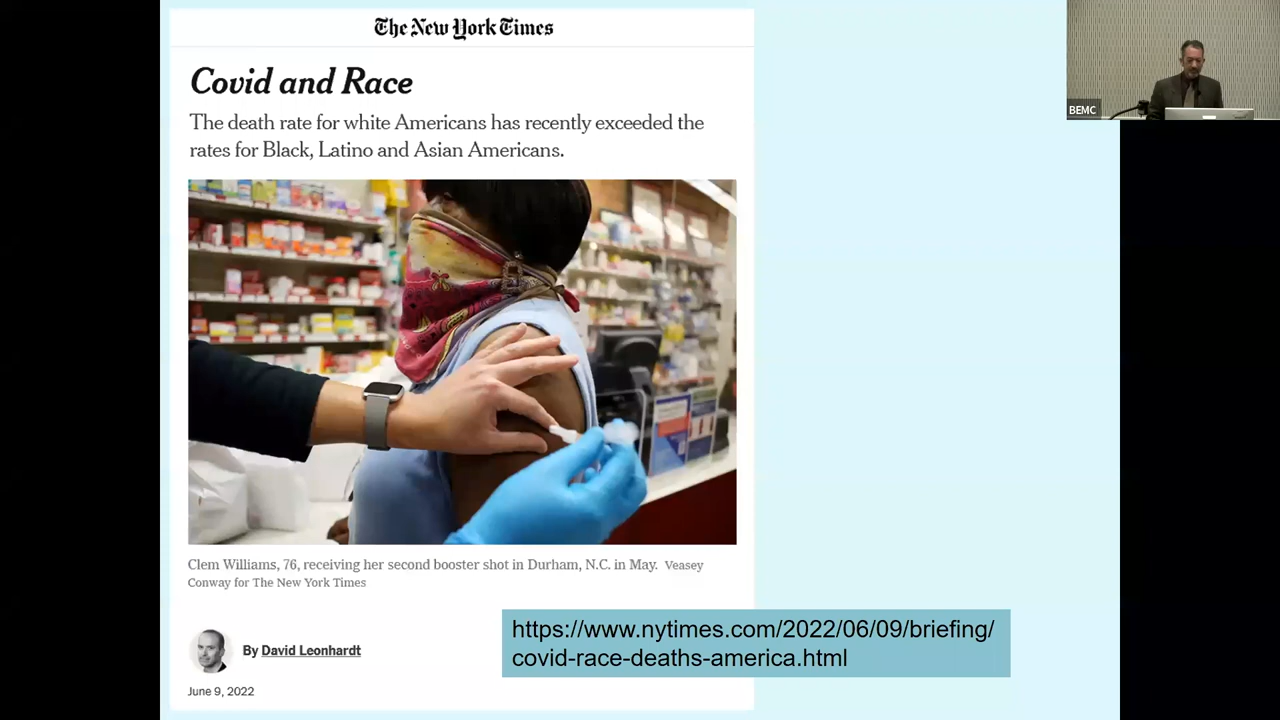 The New York Times
Covid and Race
The death rate for white Americans has recently exceeded the
rates for Black, Latino and Asian Americans.
Clem Williams, 76, receiving her second booster shot in Durham, N.C. in May. Veasey
Conway for The New York Times
By David Leonhardt
June 9, 2022
https://www.nytimes.com/2022/06/09/briefing/
covid-race-deaths-america.html
BEMC